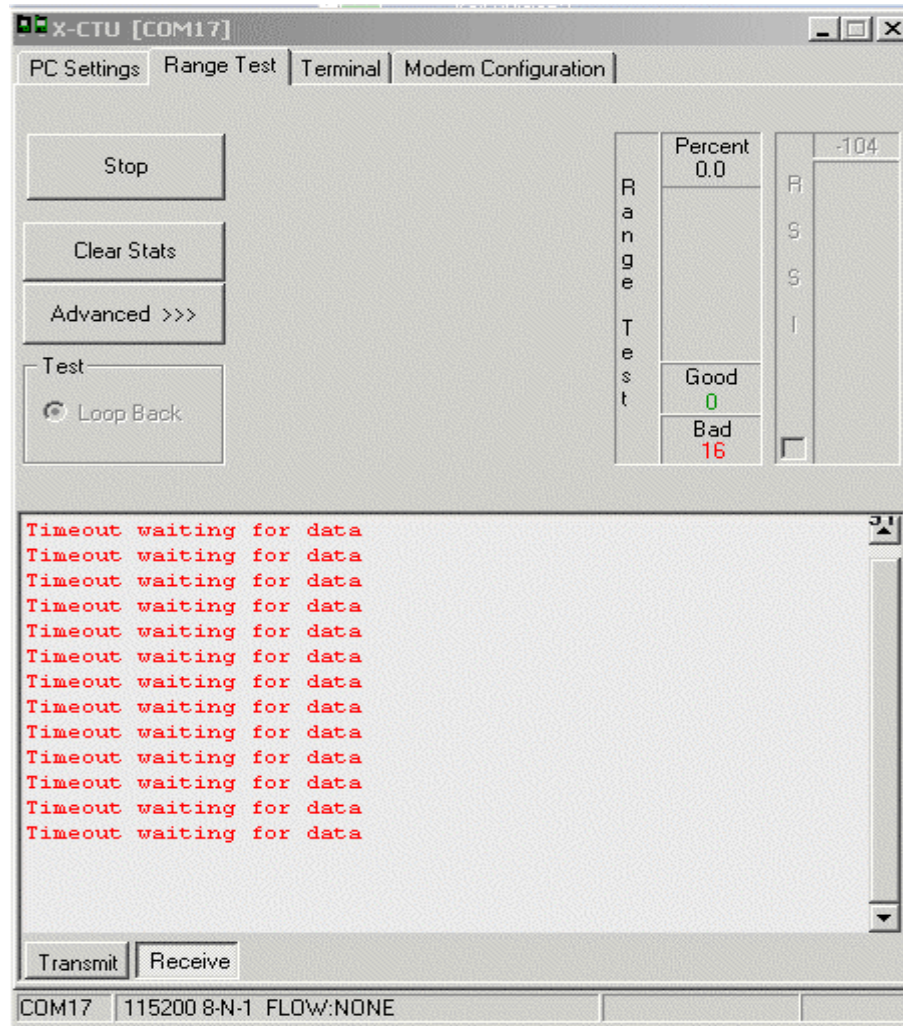 X-CTU [COM17]
PC Settings Range Test Terminal Modem Configuration
Stop
Clear Stats
Advanced >>>
Test
Loop Back
Range Test
Percent
0.0
Good
0
Bad
16
RSSI
-104
Timeout waiting for data
Timeout waiting for data
Timeout waiting for data
Timeout waiting for data
Timeout waiting for data
Timeout waiting for data
Timeout waiting for data
Timeout waiting for data
Timeout waiting for data
Timeout waiting for data
Timeout waiting for data
Timeout waiting for data
Timeout waiting for data
Transmit Receive
COM17 115200 8-N-1 FLOW:NONE